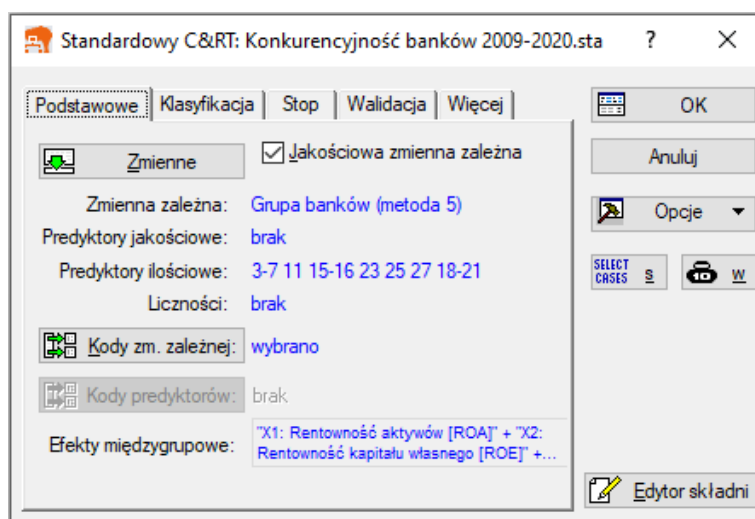 Standardowy C&RT: Konkurencyjność banków 2009-2020.sta ?
Podstawowe Klasyfikacja Stop Walidacja Więcej
Zmienne
Jakościowa zmienna zależna
Zmienna zależna: Grupa banków (metoda 5)
Predyktory jakościowe: brak
Predyktory ilościowe: 3-7 11 15-16 23 25 27 18-21
Liczności: brak
Kody zm. zależnej: wybrano
Kody predyktorów: brak
Efekty międzygrupowe: "X1: Rentowność aktywów [ROA]" + "X2:
Rentowność kapitału własnego [ROE]" +...
OK
Anuluj
Opcje
SELECT
CASES s w
Edytor składni